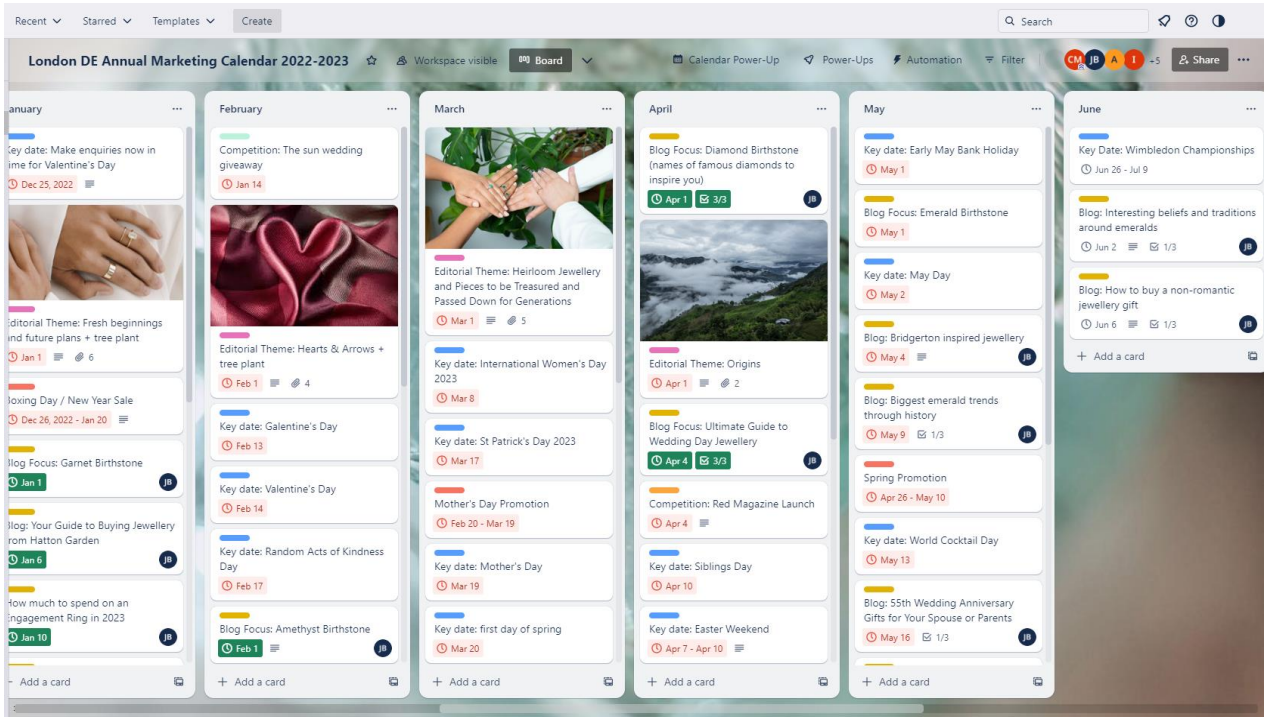 Recent
Starred
Templates
Create
Search
London DE Annual Marketing Calendar 2022-2023
Workspace visible
Board
Calendar Power-Up
Power-Ups
Automation
Filter
CM
JB
A
I
+5
Share
anuary
Key date: Make enquiries now in
ime for Valentine's Day
Dec 25, 2022
Editorial Theme: Fresh beginnings
and future plans + tree plant
Jan 1
6
Boxing Day / New Year Sale
Dec 26, 2022 - Jan 20
Blog Focus: Garnet Birthstone
Jan 1
JB
Blog: Your Guide to Buying Jewellery
from Hatton Garden
Jan 6
JB
How much to spend on an
Engagement Ring in 2023
Jan 10
JB
Add a card
February
Competition: The sun wedding
giveaway
Jan 14
Editorial Theme: Hearts & Arrows +
tree plant
Feb 1
4
Key date: Galentine's Day
Feb 13
Key date: Valentine's Day
Feb 14
Key date: Random Acts of Kindness
Day
Feb 17
Blog Focus: Amethyst Birthstone
Feb 1
JB
+ Add a card
March
Editorial Theme: Heirloom Jewellery
and Pieces to be Treasured and
Passed Down for Generations
Mar 1
5
Key date: International Women's Day
2023
Mar 8
Key date: St Patrick's Day 2023
Mar 17
Mother's Day Promotion
Feb 20 - Mar 19
Key date: Mother's Day
Mar 19
Key date: first day of spring
Mar 20
+ Add a card
April
Blog Focus: Diamond Birthstone
(names of famous diamonds to
inspire you)
Apr 1
3/3
JB
Editorial Theme: Origins
Apr 1
2
Blog Focus: Ultimate Guide to
Wedding Day Jewellery
Apr 4
3/3
JB
Competition: Red Magazine Launch
Apr 4
Key date: Siblings Day
Apr 10
Key date: Easter Weekend
Apr 7 - Apr 10
+ Add a card
May
Key date: Early May Bank Holiday
May 1
Blog Focus: Emerald Birthstone
May 1
Key date: May Day
May 2
Blog: Bridgerton inspired jewellery
May 4
JB
Blog: Biggest emerald trends
through history
May 9
1/3
JB
Spring Promotion
Apr 26 - May 10
Key date: World Cocktail Day
May 13
Blog: 55th Wedding Anniversary
Gifts for Your Spouse or Parents
May 16
1/3
JB
+ Add a card
June
Key Date: Wimbledon Championships
Jun 26 - Jul 9
Blog: Interesting beliefs and traditions
around emeralds
Jun 2
1/3
JB
Blog: How to buy a non-romantic
jewellery gift
Jun 6
1/3
JB
+ Add a card